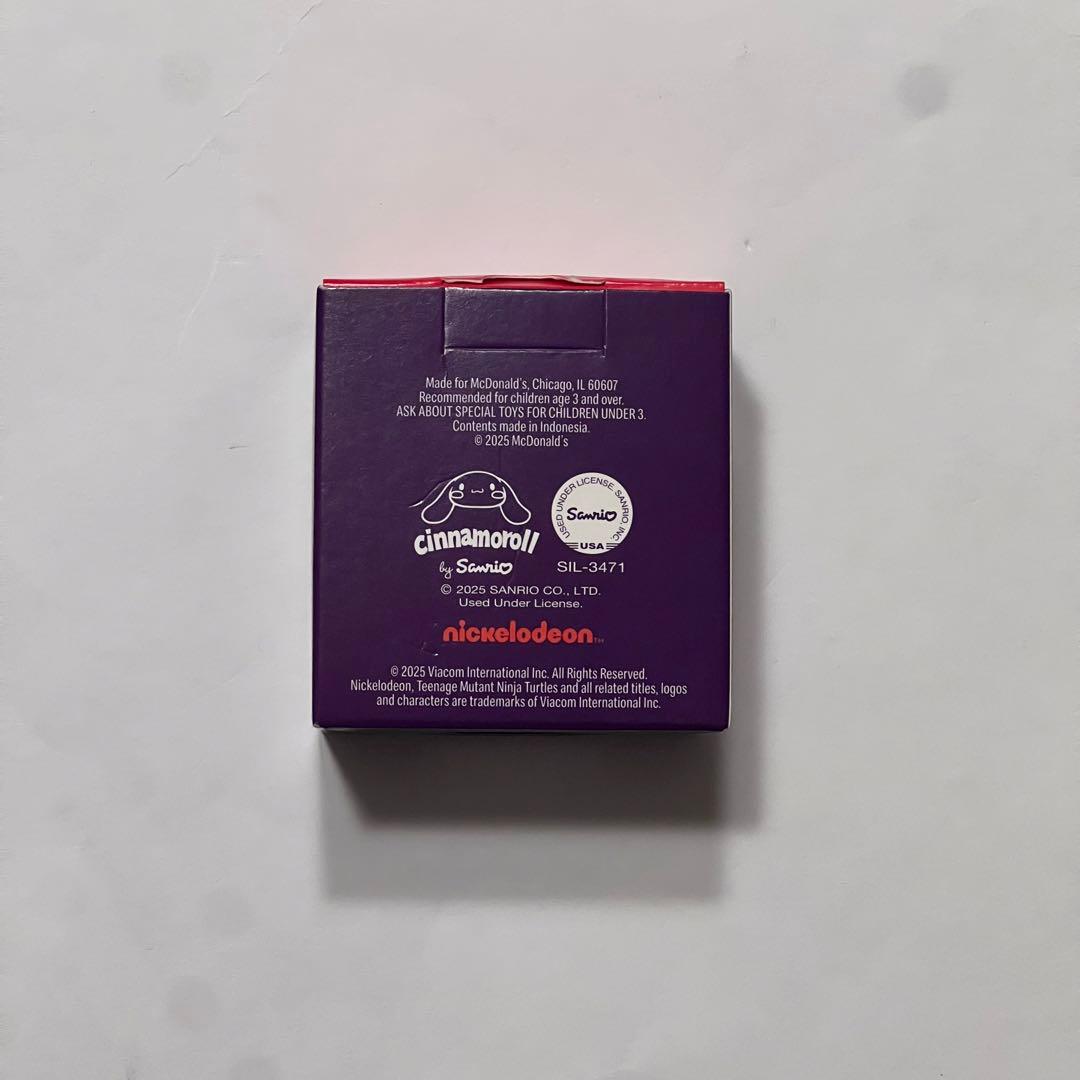 Made for McDonald's, Chicago, IL 60607
Recommended for children age 3 and over.
ASK ABOUT SPECIAL TOYS FOR CHILDREN UNDER 3.
Contents made in Indonesia.
© 2025 McDonald's
cinnamoroll
by Sanrio
USED UNDER LICENSE. SANRIO, INC.
Sanrio
USA
SIL-3471
© 2025 SANRIO CO., LTD.
Used Under License.
nickelodeon™
© 2025 Viacom International Inc. All Rights Reserved.
Nickelodeon, Teenage Mutant Ninja Turtles and all related titles, logos
and characters are trademarks of Viacom International Inc.